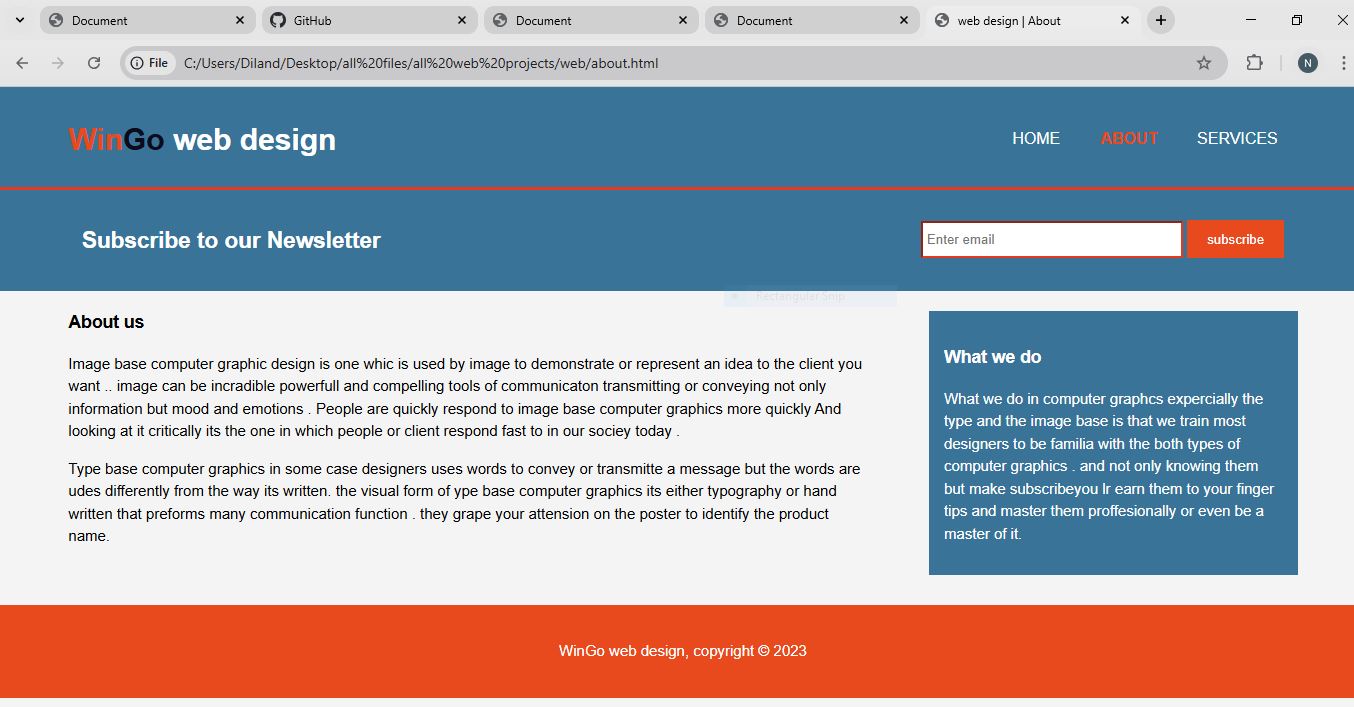 Document
GitHub
Document
Document
web design | About
File
C:/Users/Diland/Desktop/all%20files/all%20web%20projects/web/about.html
N
WinGo web design
HOME
ABOUT
SERVICES
Subscribe to our Newsletter
Enter email
subscribe
Rectangular Snip
About us
Image base computer graphic design is one whic is used by image to demonstrate or represent an idea to the client you
want .. image can be incradible powerfull and compelling tools of communicaton transmitting or conveying not only
information but mood and emotions . People are quickly respond to image base computer graphics more quickly And
looking at it critically its the one in which people or client respond fast to in our sociey today .
Type base computer graphics in some case designers uses words to convey or transmitte a message but the words are
udes differently from the way its written. the visual form of ype base computer graphics its either typography or hand
written that preforms many communication function . they grape your attension on the poster to identify the product
name.
What we do
What we do in computer graphcs expercially the
type and the image base is that we train most
designers to be familia with the both types of
computer graphics . and not only knowing them
but make subscribeyou lr earn them to your finger
tips and master them proffesionally or even be a
master of it.
WinGo web design, copyright © 2023